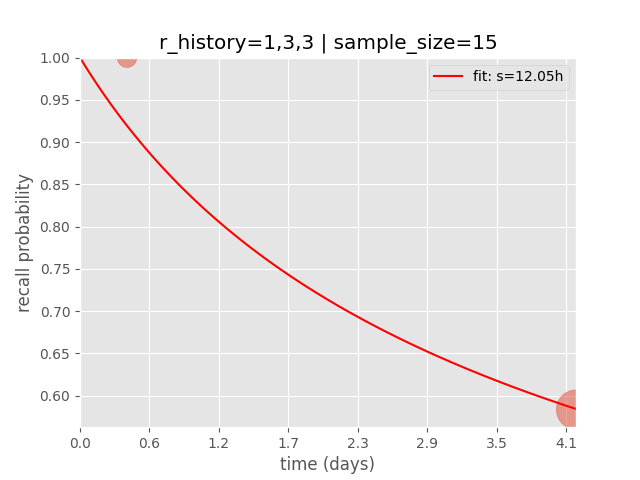 r_history=1,3,3 | sample_size=15
fit: s=12.05h
recall probability
1.00
0.95
0.90
0.85
0.80
0.75
0.70
0.65
0.60
0.0 0.6 1.2 1.7 2.3 2.9 3.5 4.1
time (days)